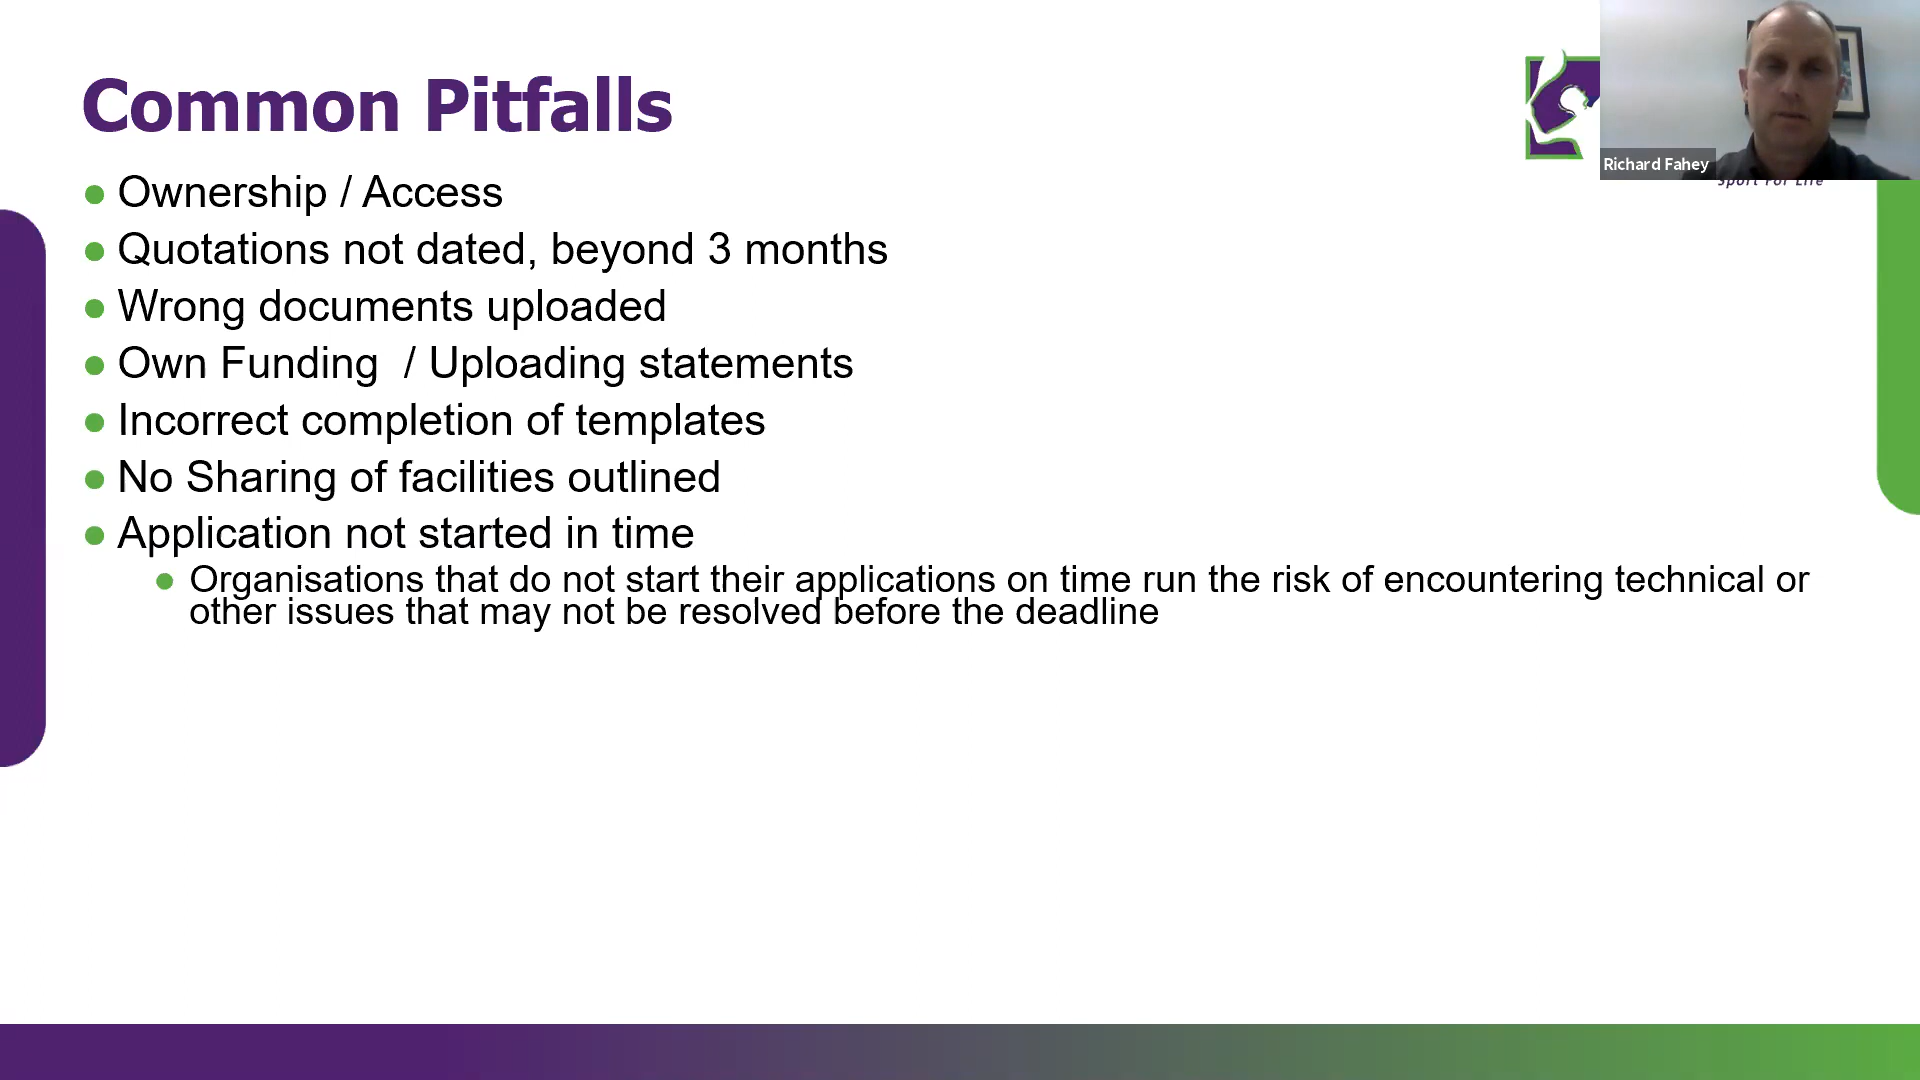 Common Pitfalls
Richard Fahey
Sport For Life
Ownership / Access
Quotations not dated, beyond 3 months
Wrong documents uploaded
Own Funding  / Uploading statements
Incorrect completion of templates
No Sharing of facilities outlined
Application not started in time
Organisations that do not start their applications on time run the risk of encountering technical or
other issues that may not be resolved before the deadline